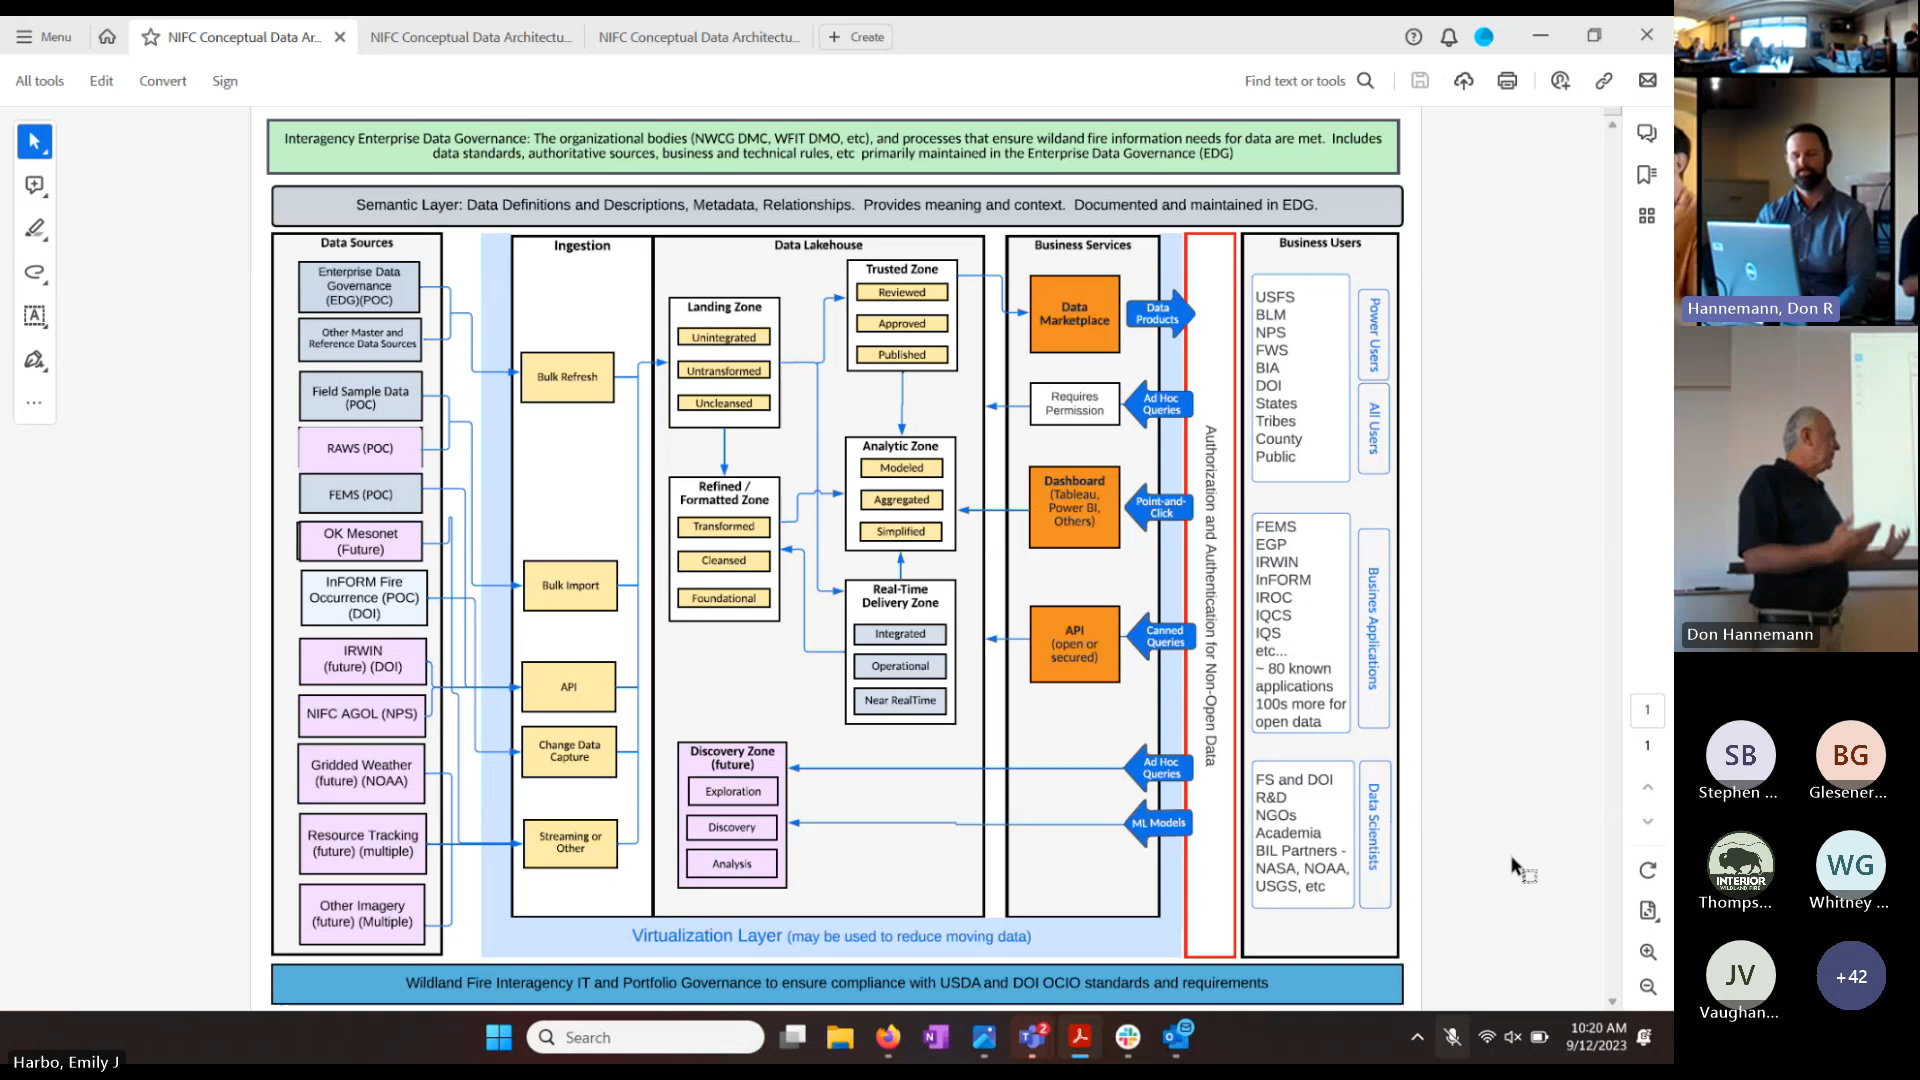 Menu
NIFC Conceptual Data Ar...
NIFC Conceptual Data Architectu...
NIFC Conceptual Data Architectu...
Create
All tools
Edit
Convert
Sign
Find text or tools
Interagency Enterprise Data Governance: The organizational bodies (NWCG DMC, WFIT DMO, etc), and processes that ensure wildand fire information needs for data are met. Includes
data standards, authoritative sources, business and technical rules, etc primarily maintained in the Enterprise Data Governance (EDG)
Semantic Layer: Data Definitions and Descriptions, Metadata, Relationships. Provides meaning and context. Documented and maintained in EDG.
Data Sources
Enterprise Data
Governance
(EDG)(POC)
Other Master and
Reference Data Sources
Field Sample Data
(POC)
RAWS (POC)
FEMS (POC)
OK Mesonet
(Future)
InFORM Fire
Occurrence (POC)
(DOI)
IRWIN
(future) (DOI)
NIFC AGOL (NPS)
Gridded Weather
(future) (NOAA)
Resource Tracking
(future) (multiple)
Other Imagery
(future) (Multiple)
Ingestion
Bulk Refresh
Bulk Import
API
Change Data
Capture
Streaming or
Other
Data Lakehouse
Landing Zone
Unintegrated
Untransformed
Uncleansed
Refined /
Formatted Zone
Transformed
Cleansed
Foundational
Trusted Zone
Reviewed
Approved
Published
Analytic Zone
Modeled
Aggregated
Simplified
Real-Time
Delivery Zone
Integrated
Operational
Near RealTime
Discovery Zone
(future)
Exploration
Discovery
Analysis
Business Services
Data
Marketplace
Requires
Permission
Dashboard
(Tableau,
Power BI,
Others)
API
(open or
secured)
Data
Products
Ad Hoc
Queries
Point-and-
Click
Canned
Queries
Ad Hoc
Queries
ML Models
Authorization and Authentication for Non-Open Data
Business Users
USFS
BLM
NPS
FWS
BIA
DOI
States
Tribes
County
Public
Power Users
All Users
FEMS
EGP
IRWIN
InFORM
IROC
IQCS
IQS
etc...
~ 80 known
applications
100s more for
open data
Busines Applications
FS and DOI
R&D
NGOs
Academia
BIL Partners -
NASA, NOAA,
USGS, etc
Data Scientists
Virtualization Layer (may be used to reduce moving data)
Wildland Fire Interagency IT and Portfolio Governance to ensure compliance with USDA and DOI OCIO standards and requirements
1
1
Search
2
10:20 AM
9/12/2023
Harbo, Emily J
Hannemann, Don R
Don Hannemann
SB
Stephen ...
BG
Glesener...
INTERIOR
WILDLAND FIRE
Thomps...
WG
Whitney ...
JV
Vaughan...
+42